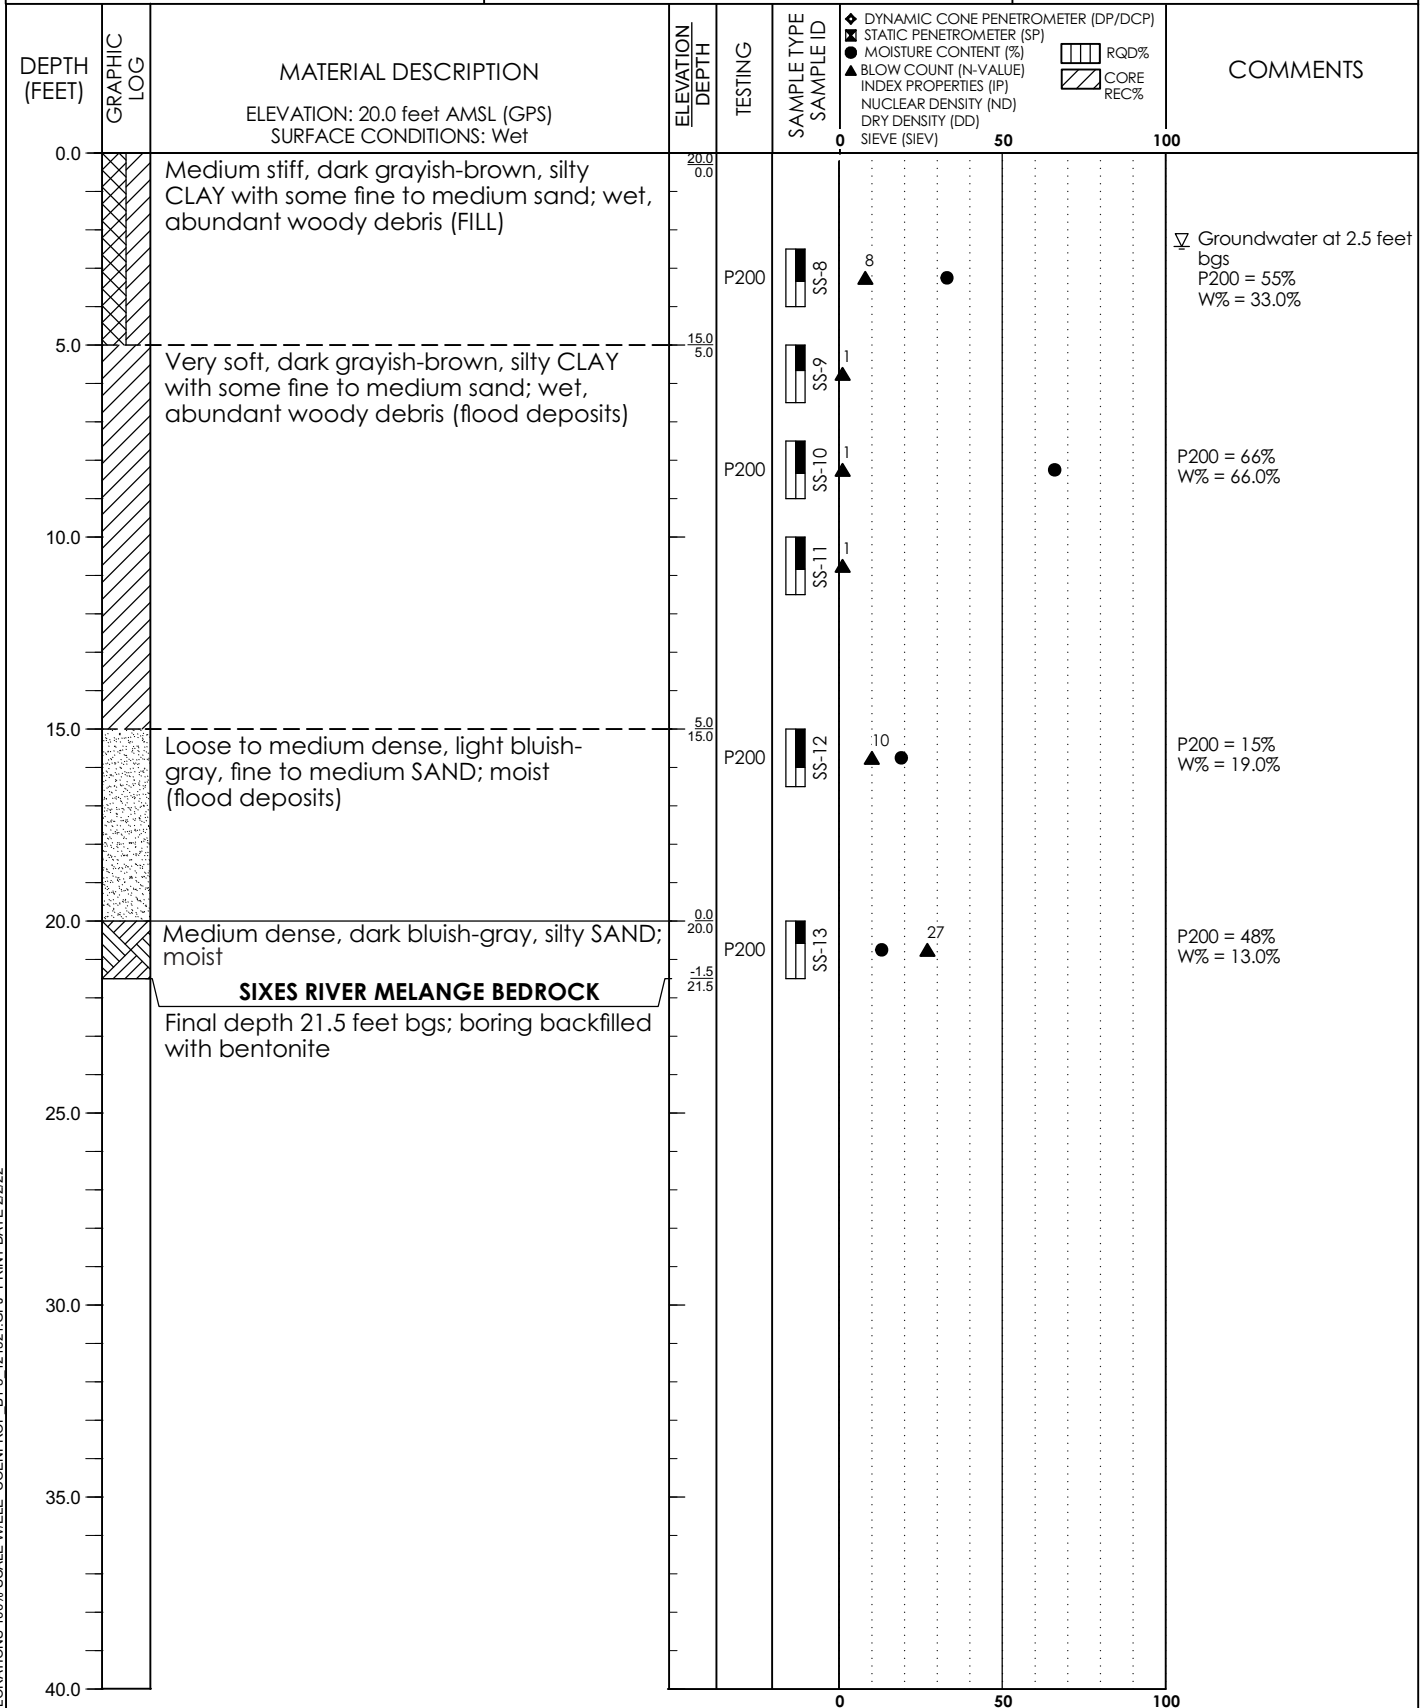 DEPTH
(FEET)
GRAPHIC
LOG
MATERIAL DESCRIPTION
ELEVATION: 20.0 feet AMSL (GPS)
SURFACE CONDITIONS: Wet
ELEVATION
DEPTH
TESTING
SAMPLE TYPE
SAMPLE ID
DYNAMIC CONE PENETROMETER (DP/DCP)
STATIC PENETROMETER (SP)
MOISTURE CONTENT (%)
BLOW COUNT (N-VALUE)
INDEX PROPERTIES (IP)
NUCLEAR DENSITY (ND)
DRY DENSITY (DD)
SIEVE (SIEV)
RQD%
CORE
REC%
COMMENTS
0 50 100
0.0
Medium stiff, dark grayish-brown, silty
CLAY with some fine to medium sand; wet,
abundant woody debris (FILL)
20.0
0.0
Groundwater at 2.5 feet
bgs
P200 = 55%
W% = 33.0%
P200
SS-8
8
5.0
Very soft, dark grayish-brown, silty CLAY
with some fine to medium sand; wet,
abundant woody debris (flood deposits)
15.0
5.0
SS-9
1
P200
SS-10
1
P200 = 66%
W% = 66.0%
10.0
SS-11
1
15.0
Loose to medium dense, light bluish-
gray, fine to medium SAND; moist
(flood deposits)
5.0
15.0
P200
SS-12
10
P200 = 15%
W% = 19.0%
20.0
Medium dense, dark bluish-gray, silty SAND;
moist
0.0
20.0
P200
SS-13
27
P200 = 48%
W% = 13.0%
-1.5
21.5
SIXES RIVER MELANGE BEDROCK
Final depth 21.5 feet bgs; boring backfilled
with bentonite
25.0
30.0
35.0
40.0
0 50 100